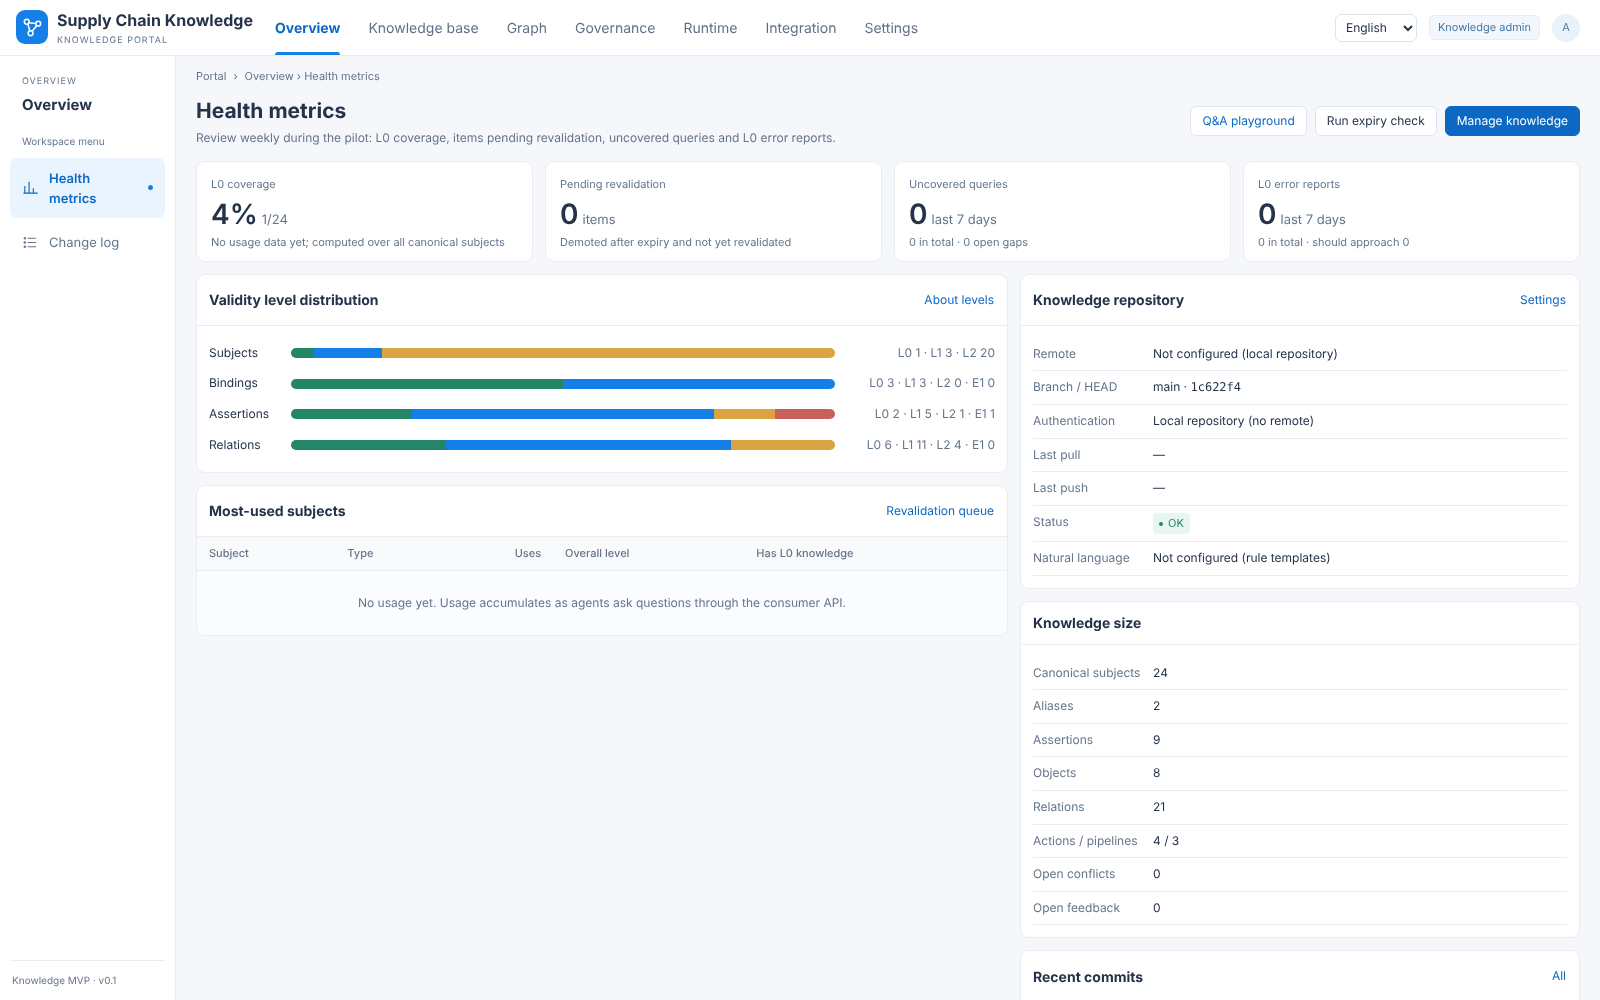 Supply Chain Knowledge
KNOWLEDGE PORTAL
Overview
Knowledge base
Graph
Governance
Runtime
Integration
Settings
English
Knowledge admin
A
OVERVIEW
Overview
Workspace menu
Health
metrics
Change log
Knowledge MVP · v0.1
Portal › Overview › Health metrics
Health metrics
Review weekly during the pilot: L0 coverage, items pending revalidation, uncovered queries and L0 error reports.
Q&A playground
Run expiry check
Manage knowledge
L0 coverage
4% 1/24
No usage data yet; computed over all canonical subjects
Pending revalidation
0 items
Demoted after expiry and not yet revalidated
Uncovered queries
0 last 7 days
0 in total · 0 open gaps
L0 error reports
0 last 7 days
0 in total · should approach 0
Validity level distribution
About levels
Subjects
L0 1 · L1 3 · L2 20
Bindings
L0 3 · L1 3 · L2 0 · E1 0
Assertions
L0 2 · L1 5 · L2 1 · E1 1
Relations
L0 6 · L1 11 · L2 4 · E1 0
Most-used subjects
Revalidation queue
Subject Type Uses Overall level Has L0 knowledge
No usage yet. Usage accumulates as agents ask questions through the consumer API.
Knowledge repository
Settings
Remote Not configured (local repository)
Branch / HEAD main · 1c622f4
Authentication Local repository (no remote)
Last pull —
Last push —
Status OK
Natural language Not configured (rule templates)
Knowledge size
Canonical subjects 24
Aliases 2
Assertions 9
Objects 8
Relations 21
Actions / pipelines 4 / 3
Open conflicts 0
Open feedback 0
Recent commits
All